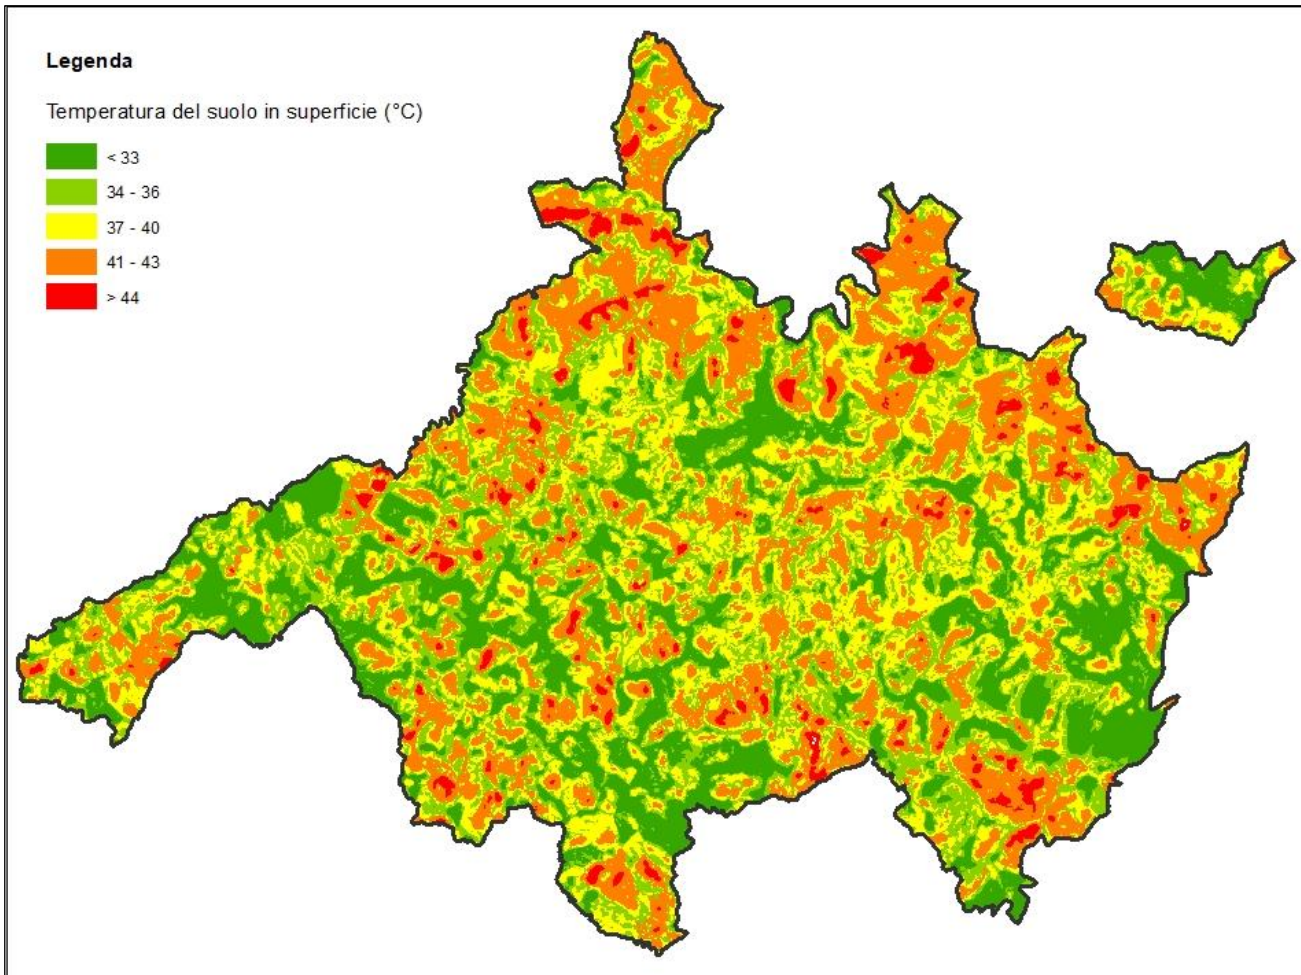 Legenda
Temperatura del suolo in superficie (°C)
< 33
34 - 36
37 - 40
41 - 43
> 44